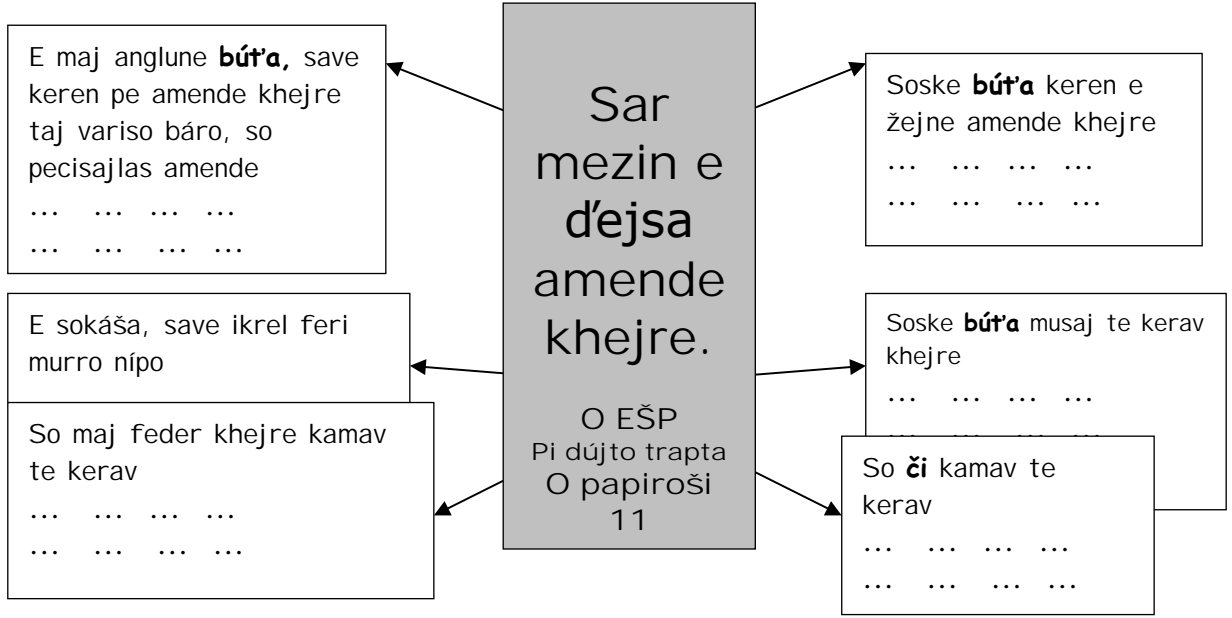 E maj anglune búťa, save
keren pe amende khejre
taj variso báro, so
pecisajlas amende
... ... ... ...
... ... ... ...
E sokáša, save ikrel feri
murro nípo
So maj feder khejre kamav
te kerav
... ... ... ...
... ... ... ...
Sar
mezin e
ďejsa
amende
khejre.
O EŠP
Pi dújto trapta
O papiroši
11
Soske búťa keren e
žejne amende khejre
... ... ... ...
... ... ... ...
Soske búťa musaj te kerav
khejre
... ... ... ...
... ... ... ...
So či kamav te
kerav
... ... ... ...
... ... ... ...